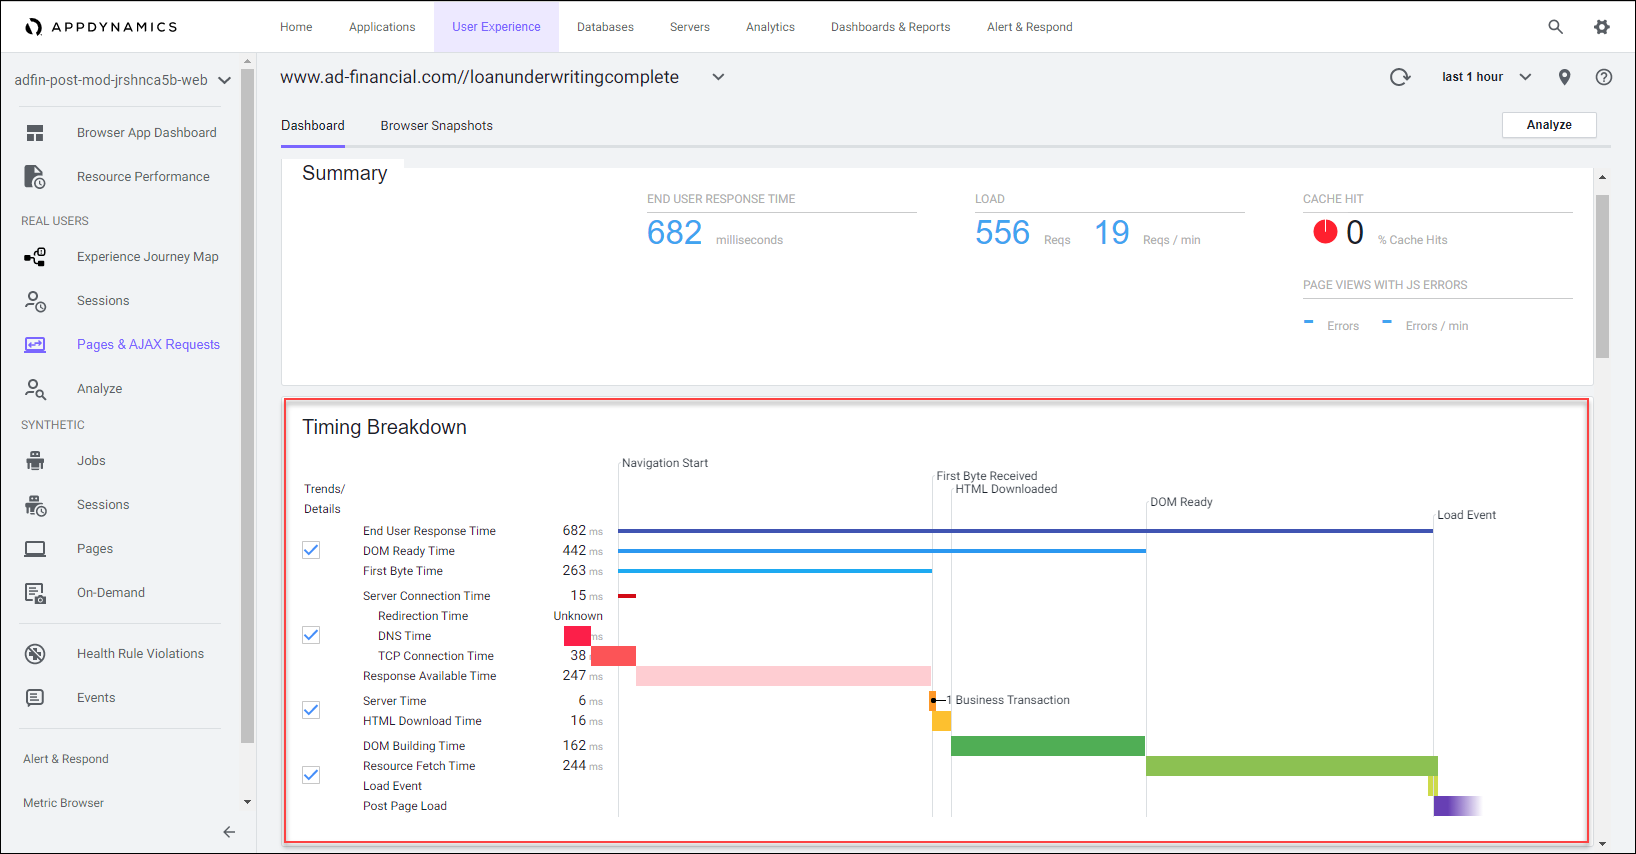 APPDYNAMICS
Home Applications User Experience Databases Servers Analytics Dashboards & Reports Alert & Respond
adfin-post-mod-jrshnca5b-web
Browser App Dashboard
Resource Performance
REAL USERS
Experience Journey Map
Sessions
Pages & AJAX Requests
Analyze
SYNTHETIC
Jobs
Sessions
Pages
On-Demand
Health Rule Violations
Events
Alert & Respond
Metric Browser
www.ad-financial.com//loanunderwritingcomplete
last 1 hour
Dashboard Browser Snapshots
Analyze
Summary
END USER RESPONSE TIME
682 milliseconds
LOAD
556 Reqs 19 Reqs / min
CACHE HIT
0 % Cache Hits
PAGE VIEWS WITH JS ERRORS
- Errors - Errors / min
Timing Breakdown
Navigation Start
First Byte Received
HTML Downloaded
DOM Ready
Load Event
Trends/
Details
End User Response Time 682 ms
DOM Ready Time 442 ms
First Byte Time 263 ms
Server Connection Time 15 ms
Redirection Time Unknown
DNS Time ms
TCP Connection Time 38
Response Available Time 247 ms
Server Time 6 ms
1 Business Transaction
HTML Download Time 16 ms
DOM Building Time 162 ms
Resource Fetch Time 244 ms
Load Event
Post Page Load